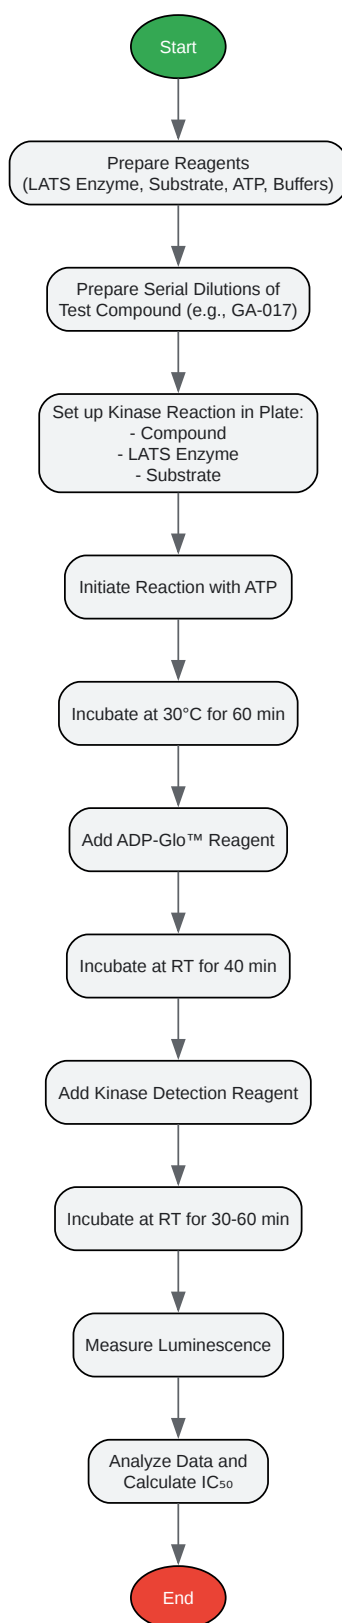 Start
Prepare Reagents
(LATS Enzyme, Substrate, ATP, Buffers)
Prepare Serial Dilutions of
Test Compound (e.g., GA-017)
Set up Kinase Reaction in Plate:
- Compound
- LATS Enzyme
- Substrate
Initiate Reaction with ATP
Incubate at 30°C for 60 min
Add ADP-Glo™ Reagent
Incubate at RT for 40 min
Add Kinase Detection Reagent
Incubate at RT for 30-60 min
Measure Luminescence
Analyze Data and
Calculate IC₅₀
End